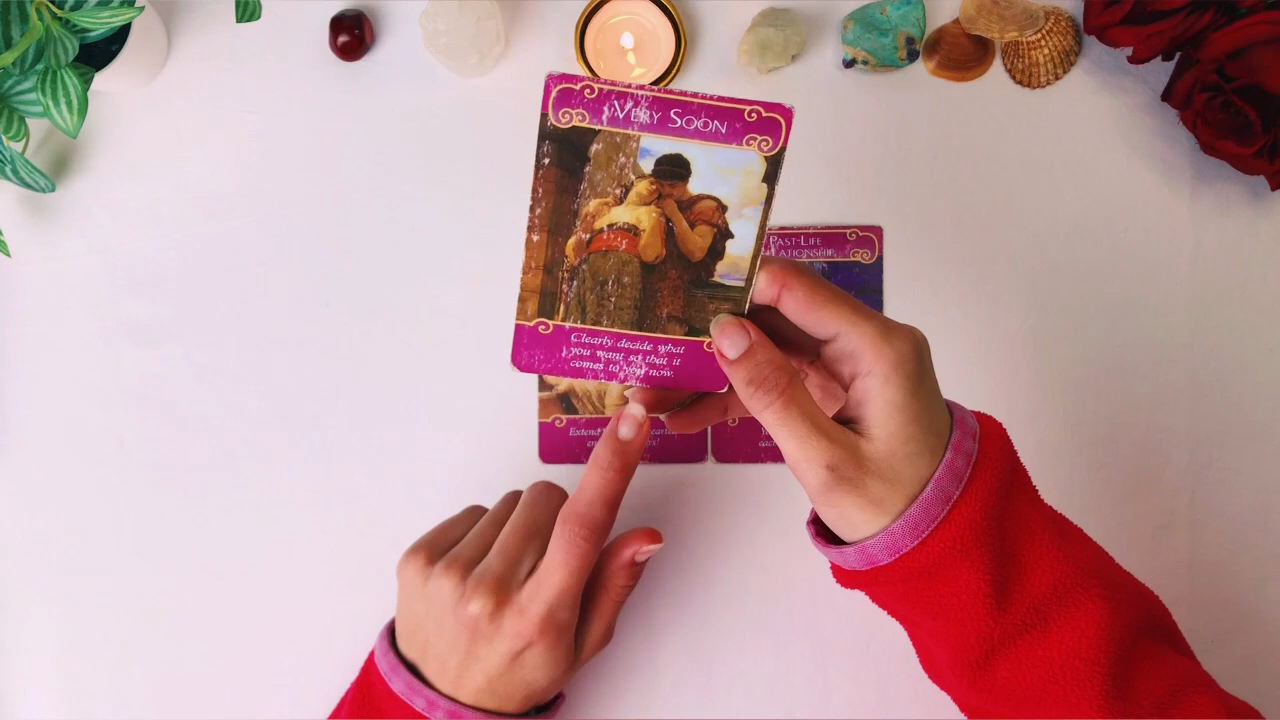 VERY SOON
Clearly decide what
you want so that it
comes to you now.
PAST-LIFE
Extend